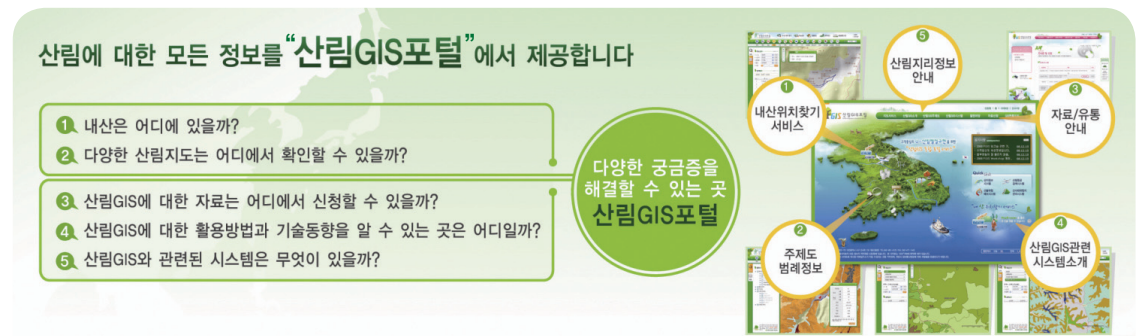 산림에 대한 모든 정보를 “산림GIS포털”에서 제공합니다
1 내산은 어디에 있을까?
2 다양한 산림지도는 어디에서 확인할 수 있을까?
3 산림GIS에 대한 자료는 어디에서 신청할 수 있을까?
4 산림GIS에 대한 활용방법과 기술동향을 알 수 있는 곳은 어디일까?
5 산림GIS와 관련된 시스템은 무엇이 있을까?
다양한 궁금증을
해결할 수 있는 곳
산림GIS포털
5
산림지리정보
안내
1
내산위치찾기
서비스
3
자료/유통
안내
2
주제도
범례정보
4
산림GIS관련
시스템소개